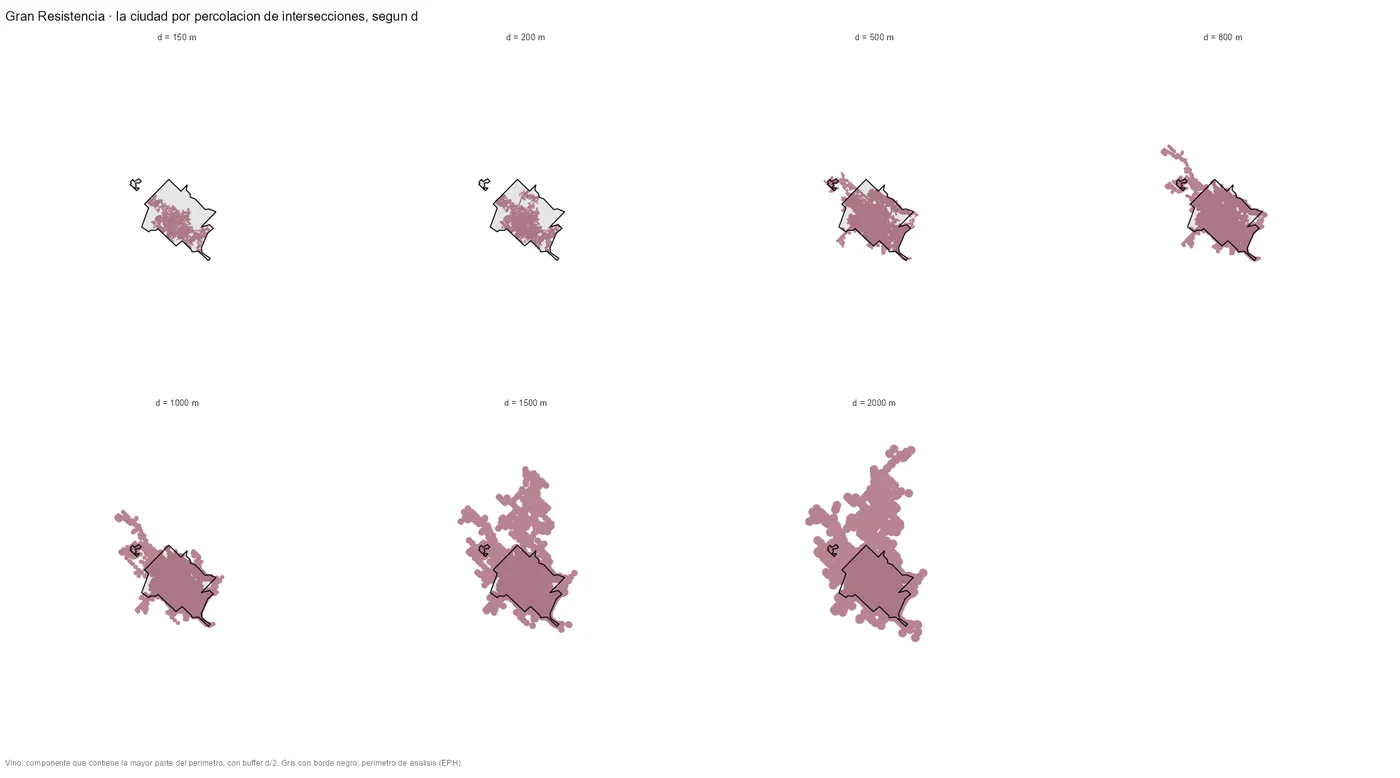 Gran Resistencia · la ciudad por percolacion de intersecciones, segun d
d = 150 m
d = 200 m
d = 500 m
d = 800 m
d = 1000 m
d = 1500 m
d = 2000 m
Vino: componente que contiene la mayor parte del perimetro, con buffer d/2. Gris con borde negro: perimetro de analisis (EPH).